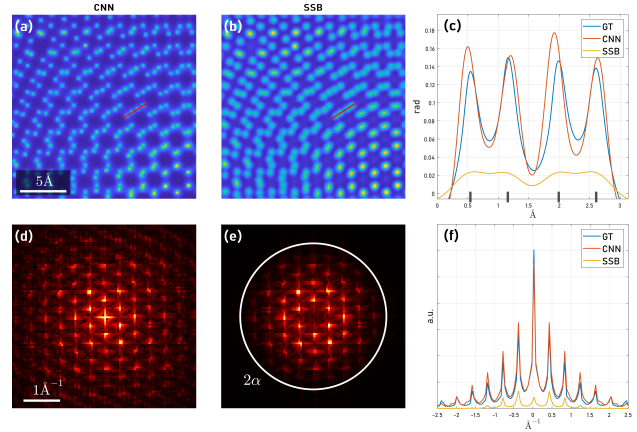 CNN
SSB
(a)
5Å
(b)
(c)
GT
CNN
SSB
rad
0.18
0.16
0.14
0.12
0.1
0.08
0.06
0.04
0.02
0
0 0.5 1 1.5 2 2.5 3
Å
(d)
1Å⁻¹
(e)
2α
(f)
GT
CNN
SSB
a.u.
-2.5 -2 -1.5 -1 -0.5 0 0.5 1 1.5 2 2.5
Å⁻¹